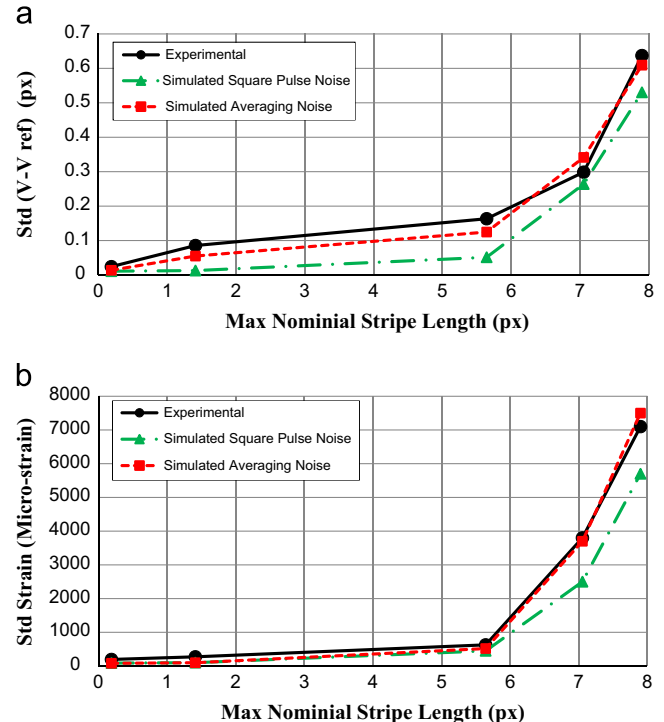 a
Std (V-V ref) (px)
0.7
0.6
0.5
0.4
0.3
0.2
0.1
0
Experimental
Simulated Square Pulse Noise
Simulated Averaging Noise
0 1 2 3 4 5 6 7 8
Max Nominial Stripe Length (px)
b
Std Strain (Micro-strain)
8000
7000
6000
5000
4000
3000
2000
1000
0
Experimental
Simulated Square Pulse Noise
Simulated Averaging Noise
0 1 2 3 4 5 6 7 8
Max Nominial Stripe Length (px)